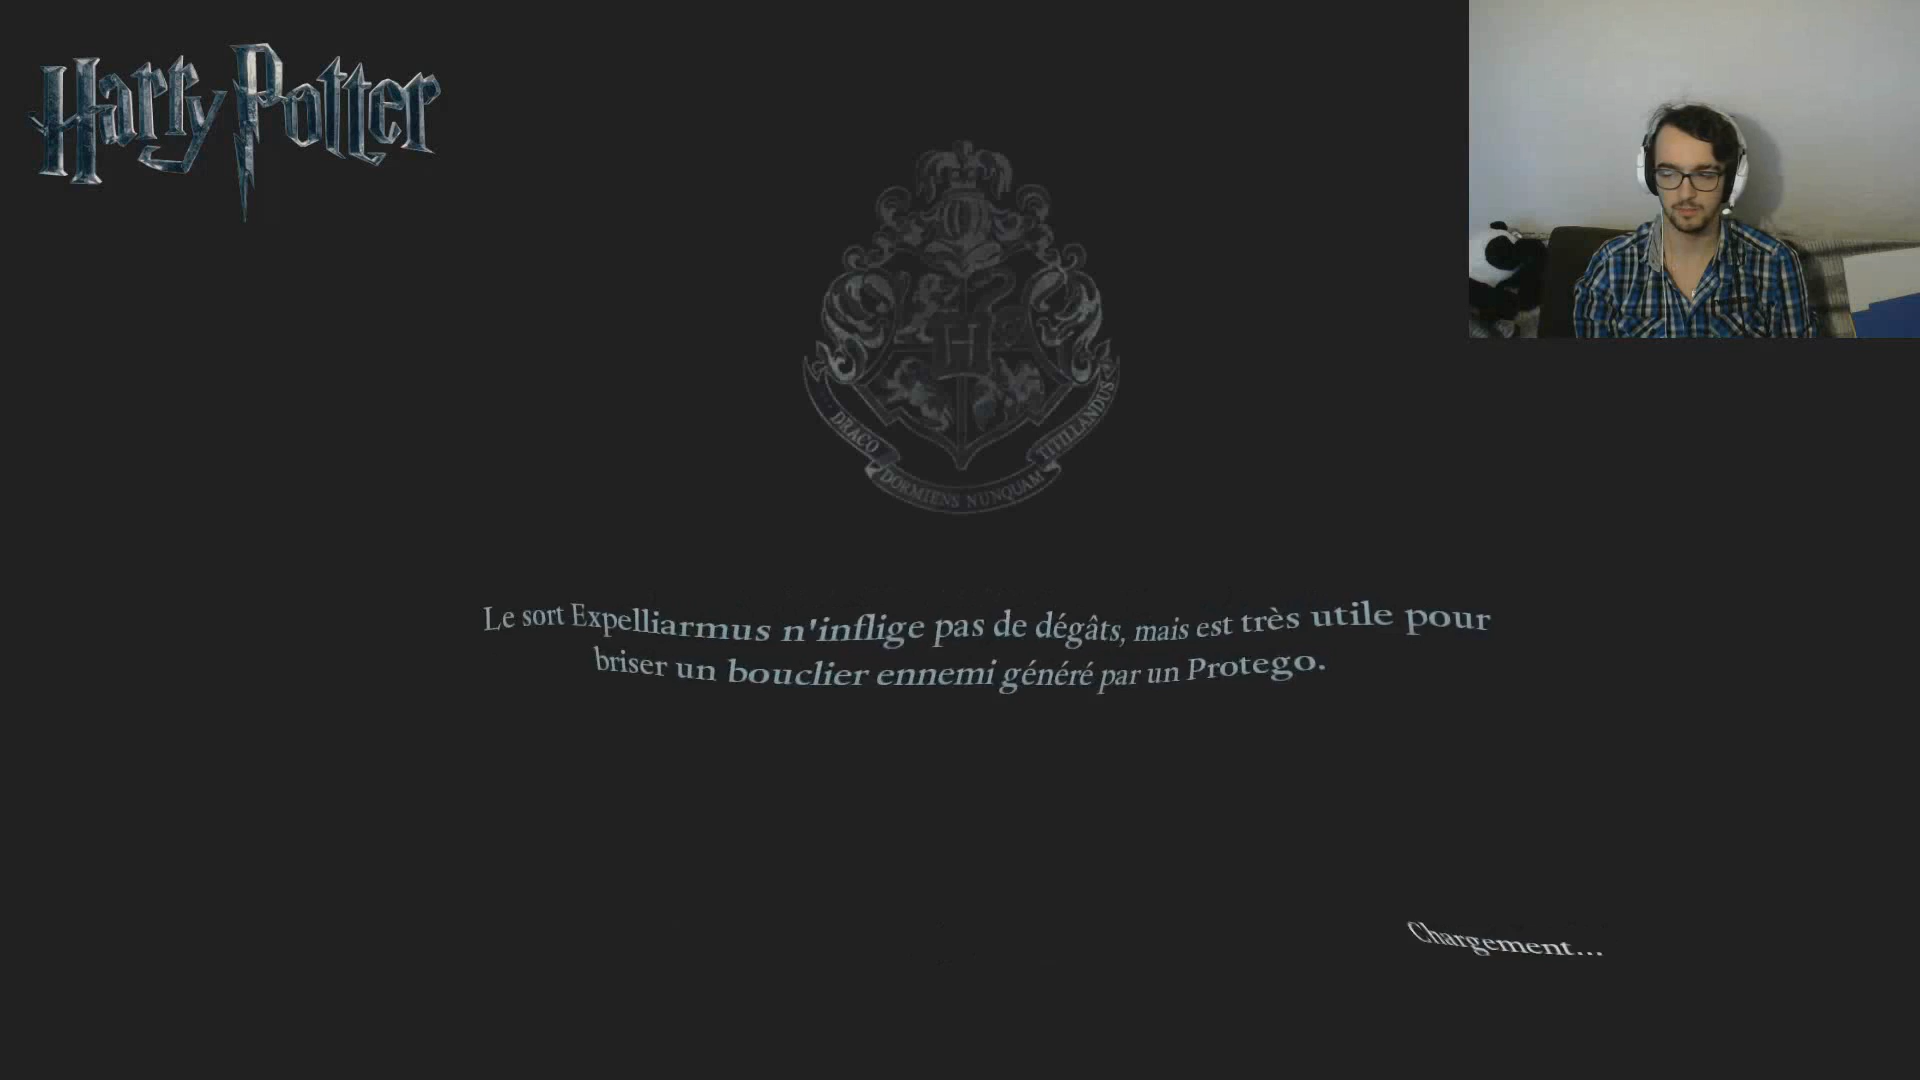 Harry Potter
H
DRACO DORMIENS NUNQUAM TITILLANDUS
Le sort Expelliarmus n'inflige pas de dégâts, mais est très utile pour
briser un bouclier ennemi généré par un Protego.
Chargement...